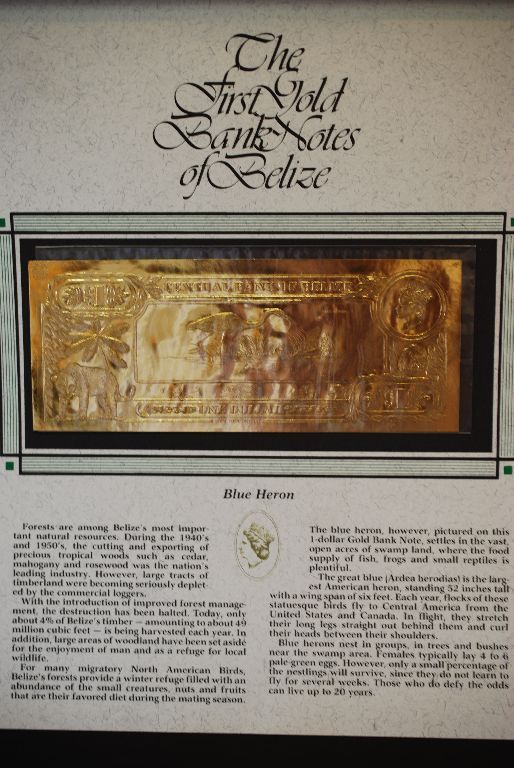 The
First Gold
Bank Notes
of Belize
CENTRAL BANK OF BELIZE
Blue Heron
Forests are among Belize's most impor-
tant natural resources. During the 1940's
and 1950's, the cutting and exporting of
precious tropical woods such as cedar,
mahogany and rosewood was the nation's
leading industry. However, large tracts of
timberland were becoming seriously deplet-
ed by the commercial loggers.
With the introduction of improved forest manage-
ment, the destruction has been halted. Today, only
about 4% of Belize's timber — amounting to about 49
million cubic feet — is being harvested each year. In
addition, large areas of woodland have been set aside
for the enjoyment of man and as a refuge for local
wildlife.
For many migratory North American Birds,
Belize's forests provide a winter refuge filled with an
abundance of the small creatures, nuts and fruits
that are their favored diet during the mating season.
The blue heron, however, pictured on this
1-dollar Gold Bank Note, settles in the vast,
open acres of swamp land, where the food
supply of fish, frogs and small reptiles is
plentiful.
The great blue (Ardea herodias) is the larg-
est American heron, standing 52 inches tall
with a wing span of six feet. Each year, flocks of these
statuesque birds fly to Central America from the
United States and Canada. In flight, they stretch
their long legs straight out behind them and curl
their heads between their shoulders.
Blue herons nest in groups, in trees and bushes
near the swamp area. Females typically lay 4 to 6
pale-green eggs. However, only a small percentage of
the nestlings will survive, since they do not learn to
fly for several weeks. Those who do defy the odds
can live up to 20 years.